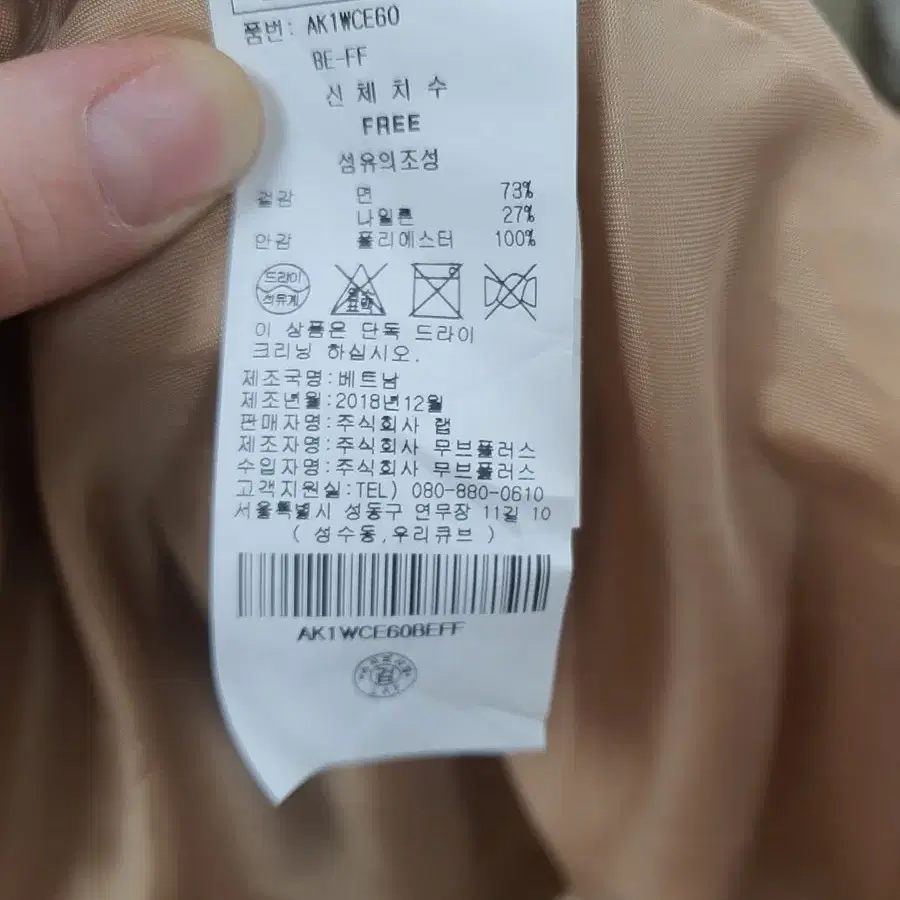 품번: AK1WCE60
BE-FF
신체치수
FREE
섬유의조성
겉감 면 73%
나일론 27%
안감 폴리에스터 100%
드라이
석유계
이 상품은 단독 드라이
크리닝 하십시오.
제조국명:베트남
제조년월:2018년12월
판매자명:주식회사 랩
제조자명:주식회사 무브플러스
수입자명:주식회사 무브플러스
고객지원실:TEL) 080-880-0610
서울특별시 성동구 연무장 11길 10
( 성수동,우리큐브 )
AK1WCE60BEFF
검